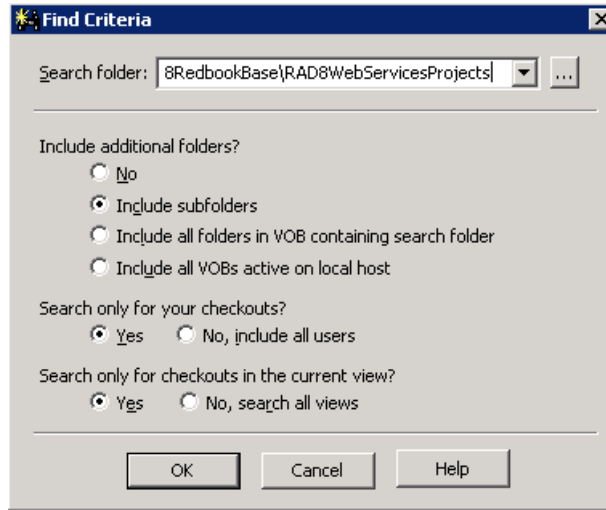 Find Criteria
Search folder: 8RedbookBase\RAD8WebServicesProjects ...
Include additional folders?
No
Include subfolders
Include all folders in VOB containing search folder
Include all VOBs active on local host
Search only for your checkouts?
Yes No, include all users
Search only for checkouts in the current view?
Yes No, search all views
OK Cancel Help